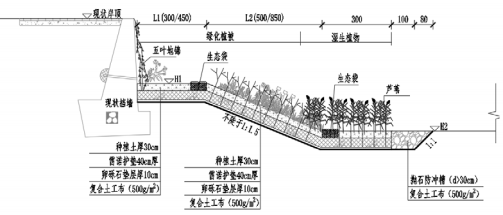 现状岸顶
L1(300/450)
L2(500/850)
300
100
80
绿化植被
湿生植物
五叶地锦
生态袋
H1
生态袋
芦苇
现状挡墙
不陡于1:1.5
H2
1:1
种植土厚30cm
雷诺护垫40cm厚
卵砾石垫层厚10cm
复合土工布(500g/m²)
种植土厚30cm
雷诺护垫40cm厚
卵砾石垫层厚10cm
复合土工布(500g/m²)
抛石防冲槽(d>30cm)
复合土工布(500g/m²)